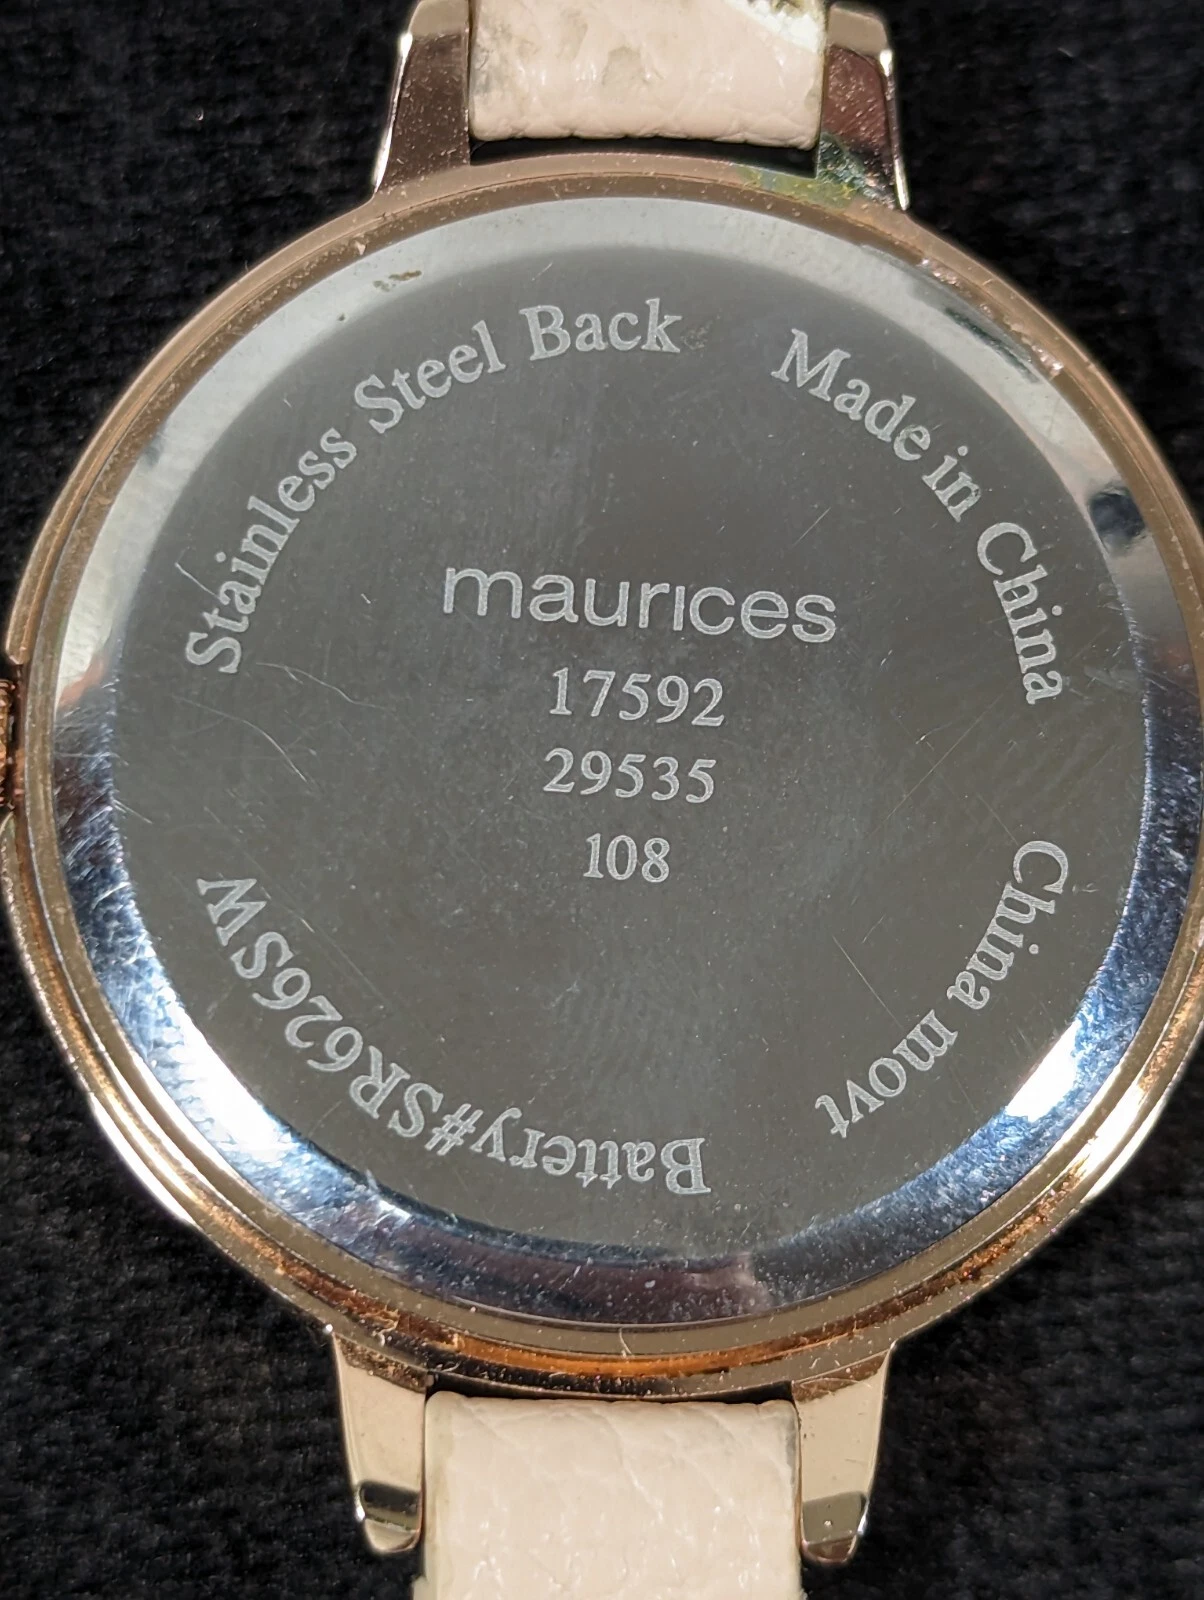 Stainless Steel Back
Made in China
maurices
17592
29535
108
China movt
Battery#SR626SW